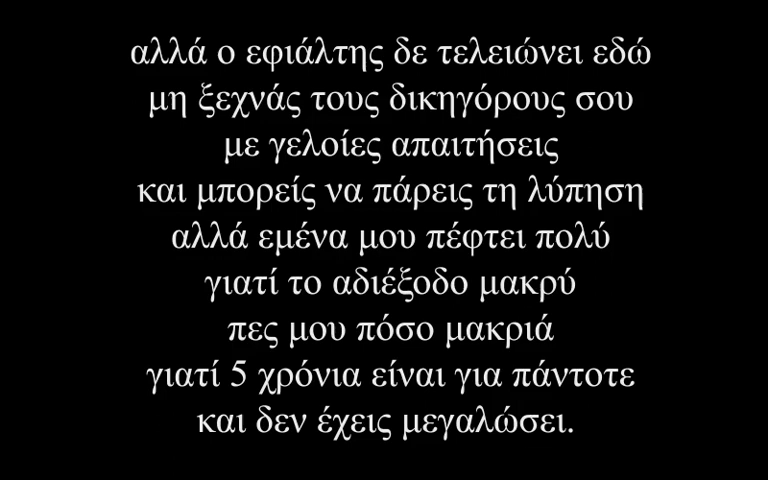 αλλά ο εφιάλτης δε τελειώνει εδώ
μη ξεχνάς τους δικηγόρους σου
με γελοίες απαιτήσεις
και μπορείς να πάρεις τη λύπηση
αλλά εμένα μου πέφτει πολύ
γιατί το αδιέξοδο μακρύ
πες μου πόσο μακριά
γιατί 5 χρόνια είναι για πάντοτε
και δεν έχεις μεγαλώσει.